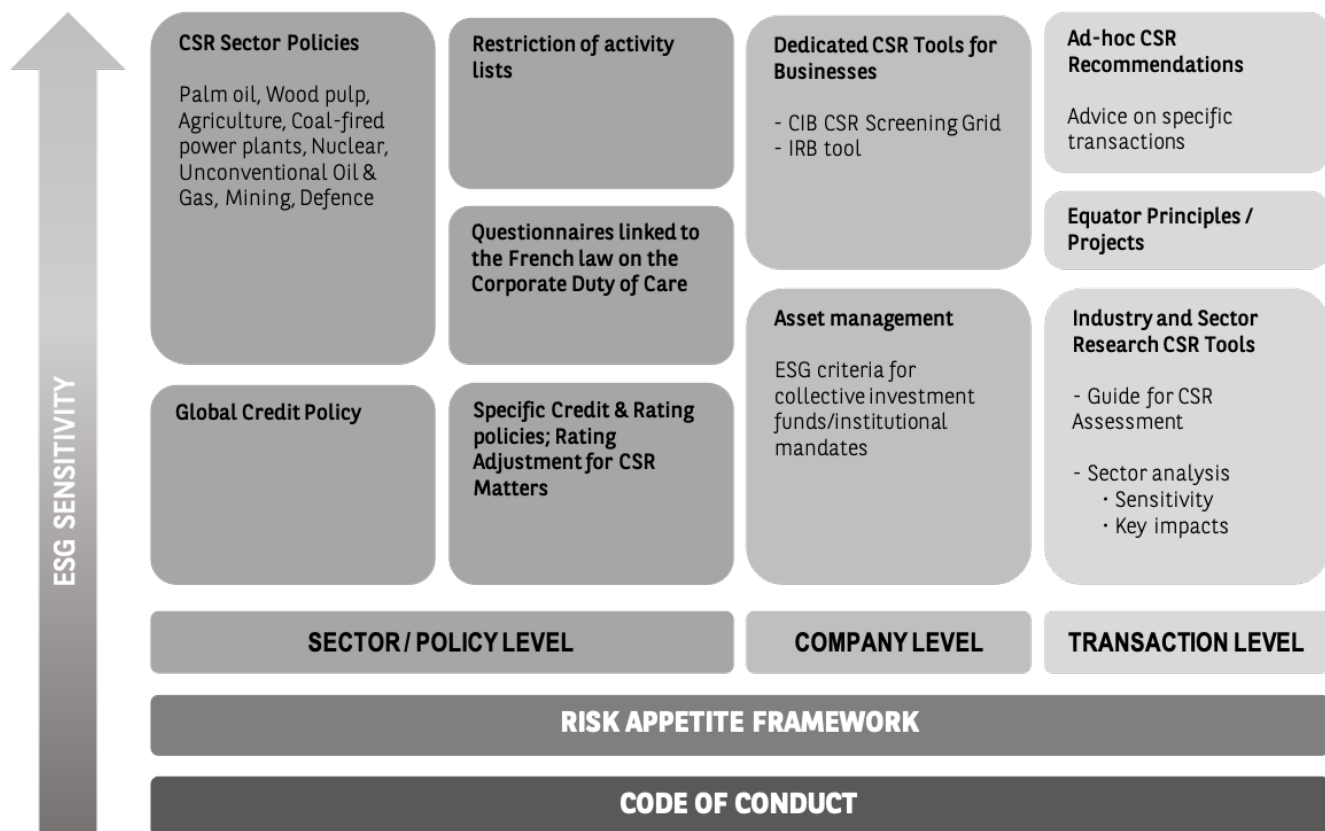 CSR Sector Policies
Palm oil, Wood pulp,
Agriculture, Coal-fired
power plants, Nuclear,
Unconventional Oil &
Gas, Mining, Defence
Restriction of activity
lists
Questionnaires linked to
the French law on the
Corporate Duty of Care
Global Credit Policy
Specific Credit & Rating
policies; Rating
Adjustment for CSR
Matters
Dedicated CSR Tools for
Businesses
- CIB CSR Screening Grid
- IRB tool
Asset management
ESG criteria for
collective investment
funds/institutional
mandates
Ad-hoc CSR
Recommendations
Advice on specific
transactions
Equator Principles /
Projects
Industry and Sector
Research CSR Tools
- Guide for CSR
Assessment
- Sector analysis
· Sensitivity
· Key impacts
ESG SENSITIVITY
SECTOR / POLICY LEVEL
COMPANY LEVEL
TRANSACTION LEVEL
RISK APPETITE FRAMEWORK
CODE OF CONDUCT